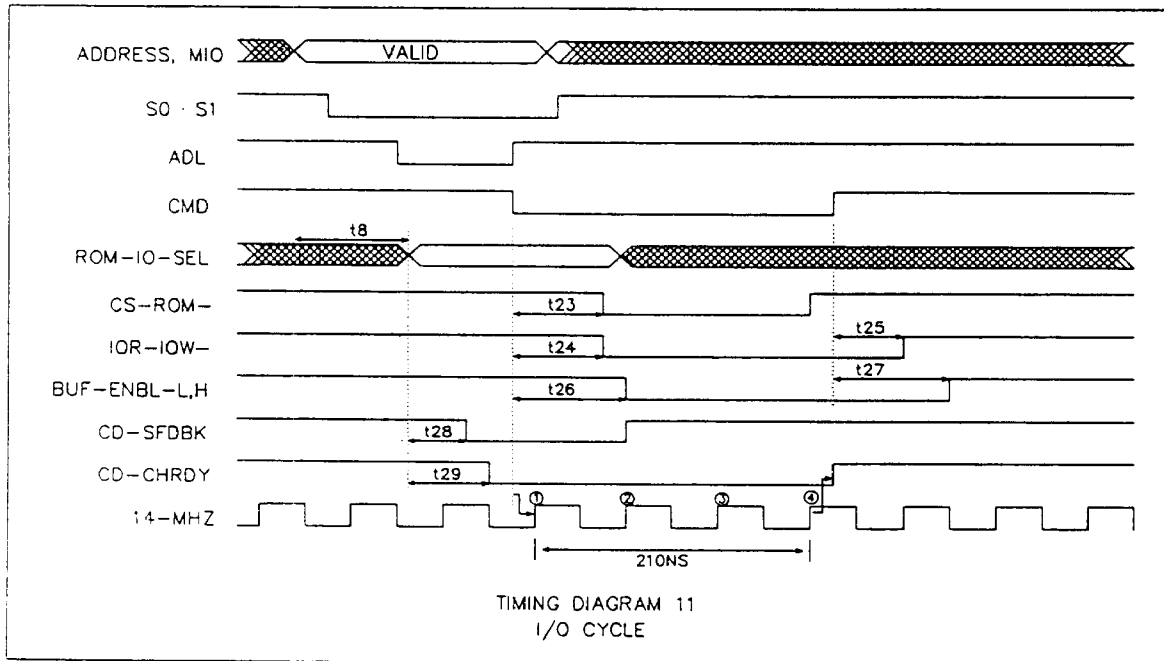 ADDRESS, MIO
VALID
S0 · S1
ADL
CMD
t8
ROM-IO-SEL
CS-ROM-
t23
t25
IOR-IOW-
t24
t27
BUF-ENBL-L,H
t26
CD-SFDBK
t28
CD-CHRDY
t29
① ② ③ ④
14-MHZ
210NS
TIMING DIAGRAM 11
I/O CYCLE